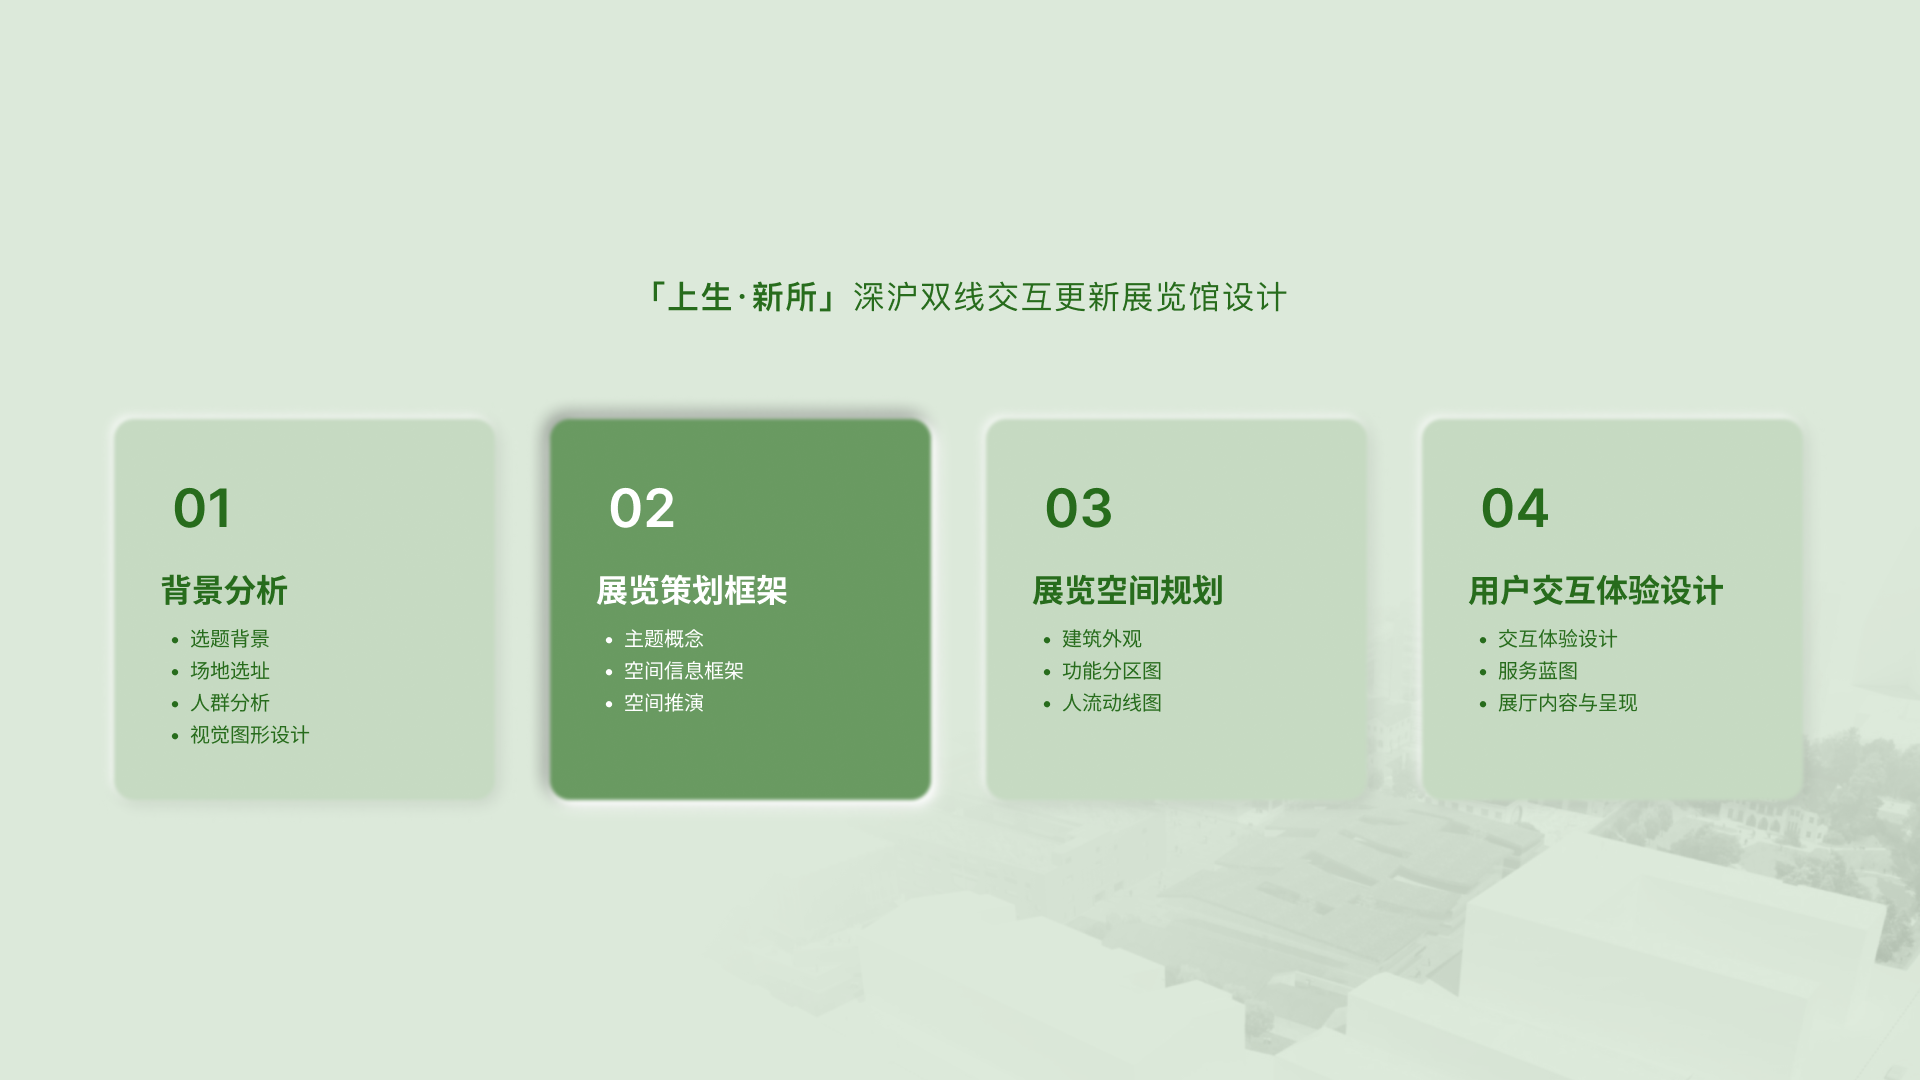 「上生·新所」深沪双线交互更新展览馆设计
01
背景分析
• 选题背景
• 场地选址
• 人群分析
• 视觉图形设计
02
展览策划框架
• 主题概念
• 空间信息框架
• 空间推演
03
展览空间规划
• 建筑外观
• 功能分区图
• 人流动线图
04
用户交互体验设计
• 交互体验设计
• 服务蓝图
• 展厅内容与呈现